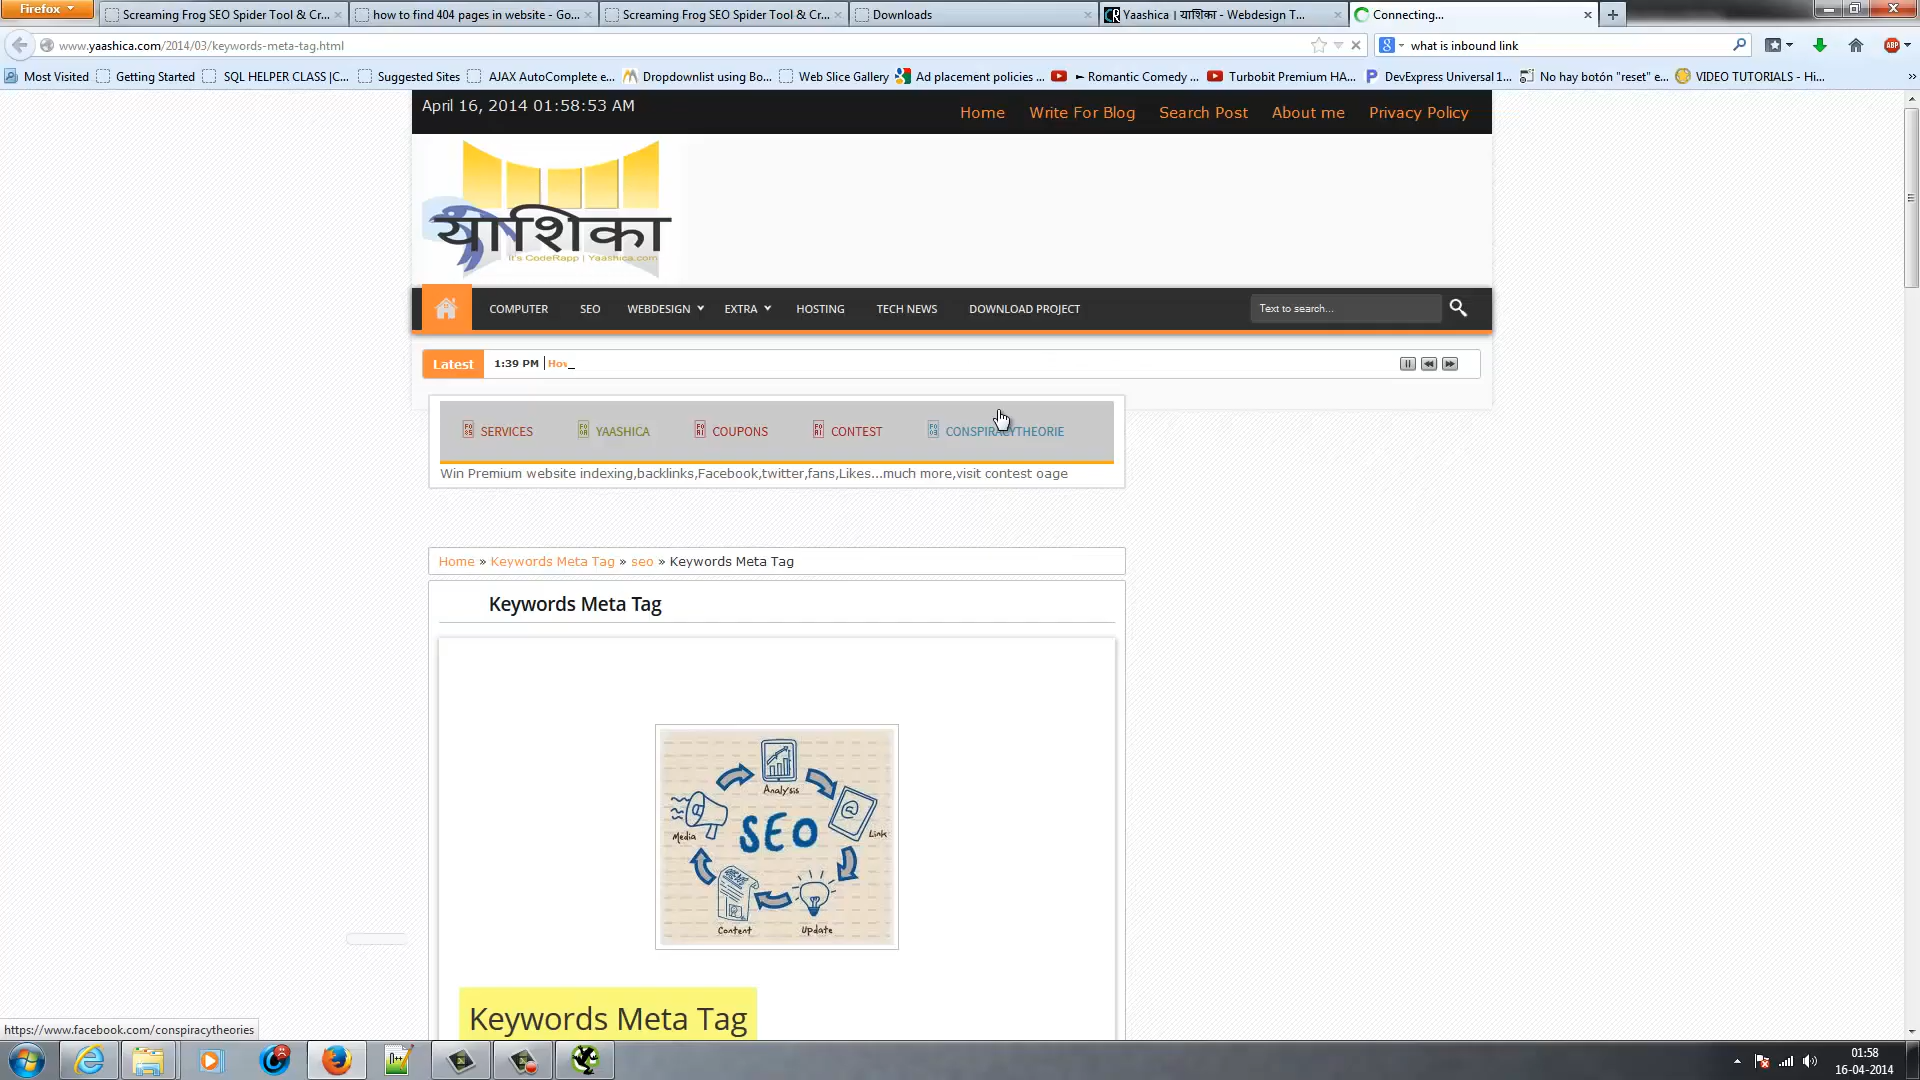 Firefox
Screaming Frog SEO Spider Tool & Cr...
how to find 404 pages in website - Go...
Screaming Frog SEO Spider Tool & Cr...
Downloads
Yaashica । याशिका - Webdesign T...
Connecting...
www.yaashica.com/2014/03/keywords-meta-tag.html
what is inbound link
Most Visited
Getting Started
SQL HELPER CLASS |C...
Suggested Sites
AJAX AutoComplete e...
Dropdownlist using Bo...
Web Slice Gallery
Ad placement policies ...
► Romantic Comedy ...
Turbobit Premium HA...
DevExpress Universal 1...
No hay botón "reset" e...
VIDEO TUTORIALS - Hi...
April 16, 2014 01:58:53 AM
Home
Write For Blog
Search Post
About me
Privacy Policy
याशिका
it's CodeRapp | Yaashica.com
COMPUTER
SEO
WEBDESIGN
EXTRA
HOSTING
TECH NEWS
DOWNLOAD PROJECT
Text to search...
Latest
1:39 PM | How_
SERVICES
YAASHICA
COUPONS
CONTEST
CONSPIRACYTHEORIE
Win Premium website indexing,backlinks,Facebook,twitter,fans,Likes...much more,visit contest oage
Home » Keywords Meta Tag » seo » Keywords Meta Tag
Keywords Meta Tag
Analysis
Media
SEO
Link
Content
Update
Keywords Meta Tag
https://www.facebook.com/conspiracytheories
01:58
16-04-2014